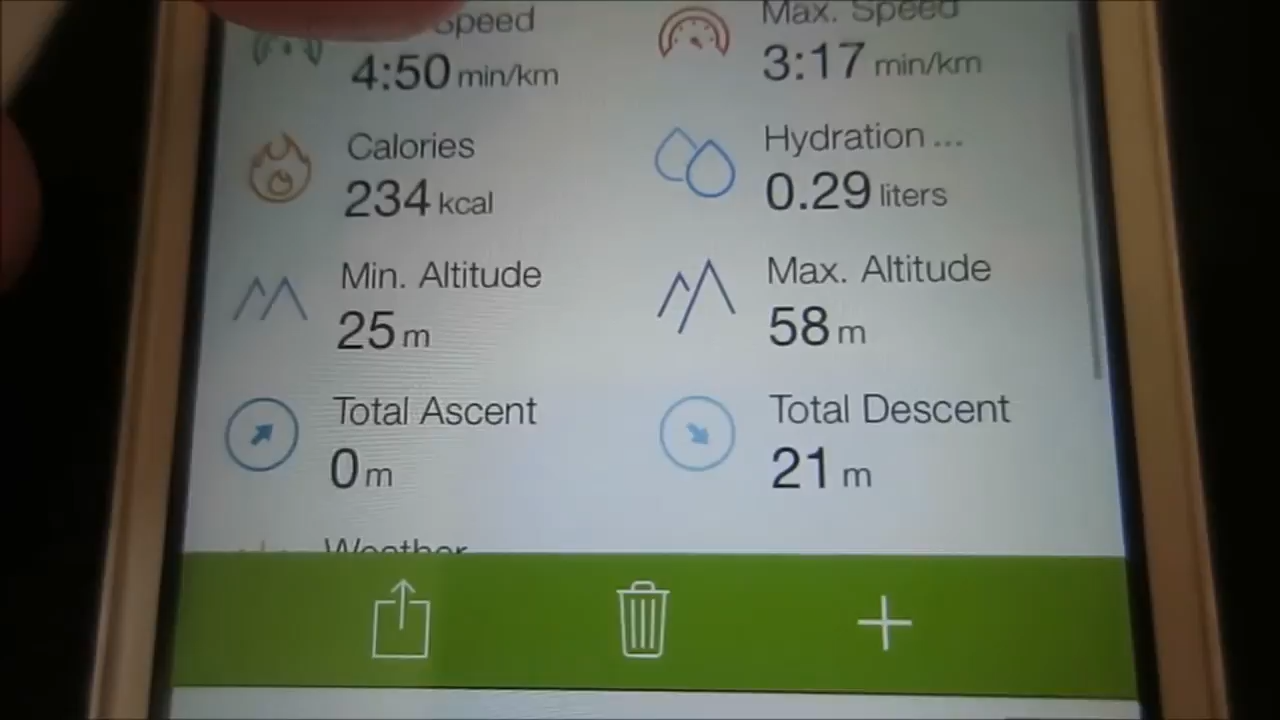 Speed
Max. Speed
4:50 min/km
3:17 min/km
Calories
Hydration ...
234 kcal
0.29 liters
Min. Altitude
Max. Altitude
25 m
58 m
Total Ascent
Total Descent
0 m
21 m
Weather